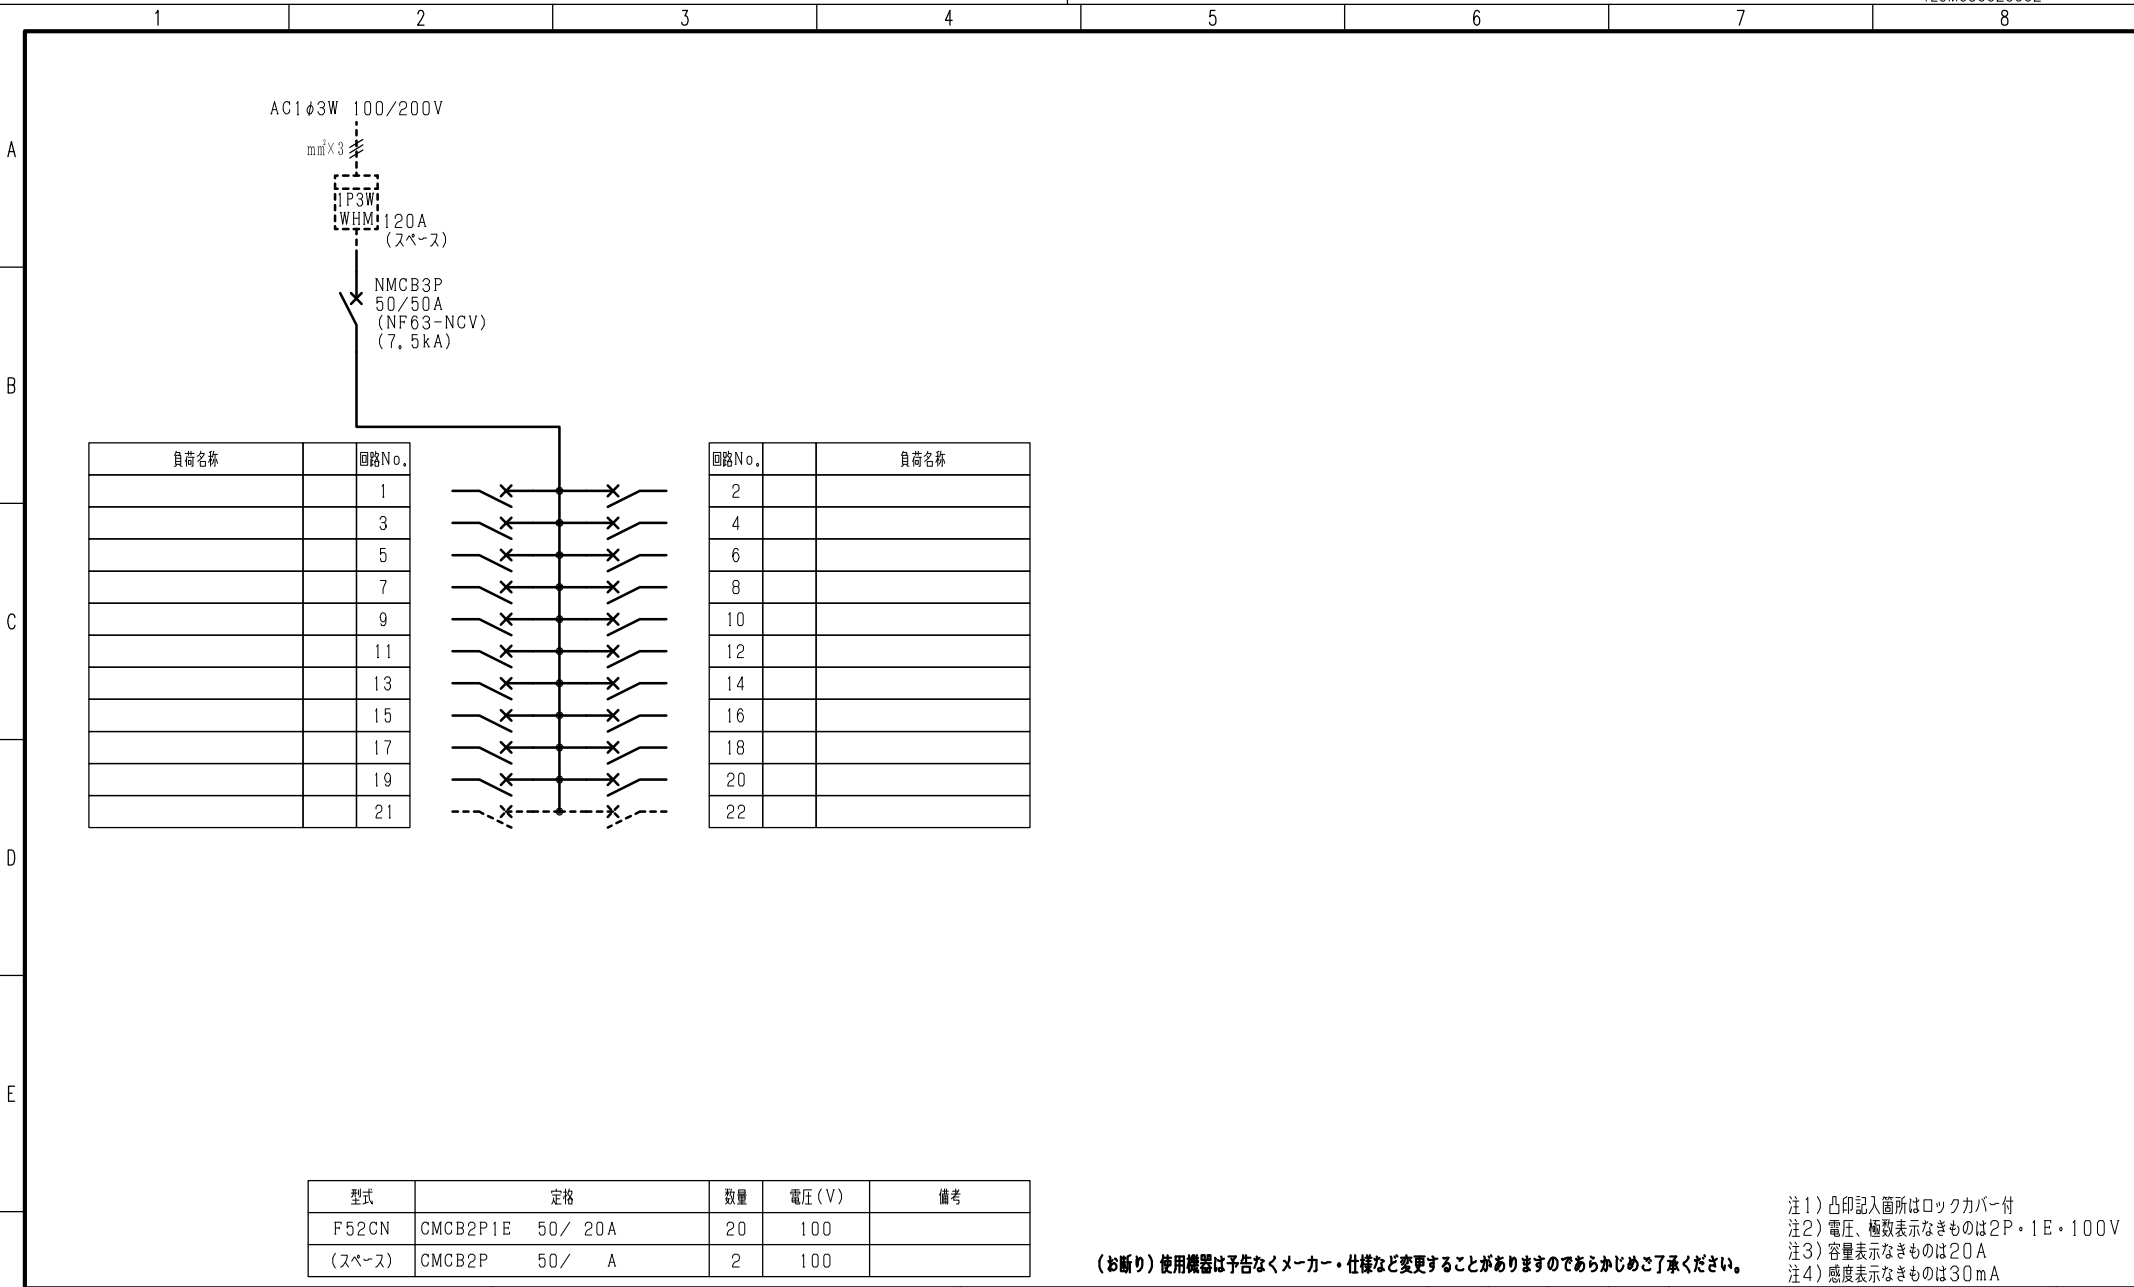 1 2 3 4 5 6 7 8
A
AC1φ3W 100/200V
mm²×3
1P3W
WHM
120A
(スペース)
NMCB3P
50/50A
(NF63-NCV)
(7.5kA)
B
負荷名称 回路No. 回路No. 負荷名称
1 2
3 4
5 6
7 8
9 10
C
11 12
13 14
15 16
17 18
19 20
21 22
D
E
型式 定格 数量 電圧(V) 備考
F52CN CMCB2P1E 50/ 20A 20 100
(スペース) CMCB2P 50/ A 2 100
(お断り)使用機器は予告なくメーカー・仕様など変更することがありますのであらかじめご了承ください。
注1)凸印記入箇所はロックカバー付
注2)電圧、極数表示なきものは2P・1E・100V
注3)容量表示なきものは20A
注4)感度表示なきものは30mA